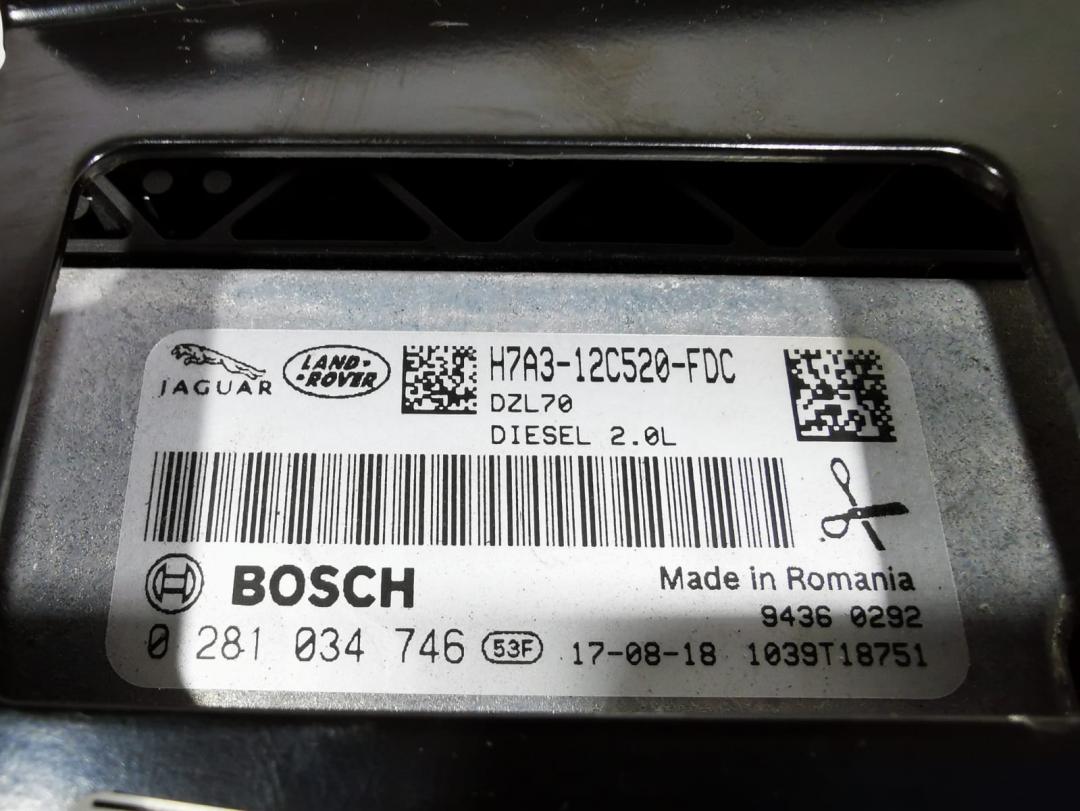 JAGUAR
LAND-
-ROVER
H7A3-12C520-FDC
DZL70
DIESEL 2.0L
BOSCH
Made in Romania
9436 0292
0 281 034 746 53F 17-08-18 1039T18751